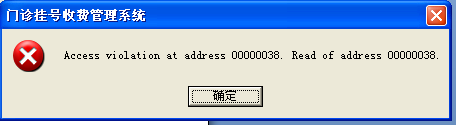 门诊挂号收费管理系统
Access violation at address 00000038. Read of address 00000038.
确定